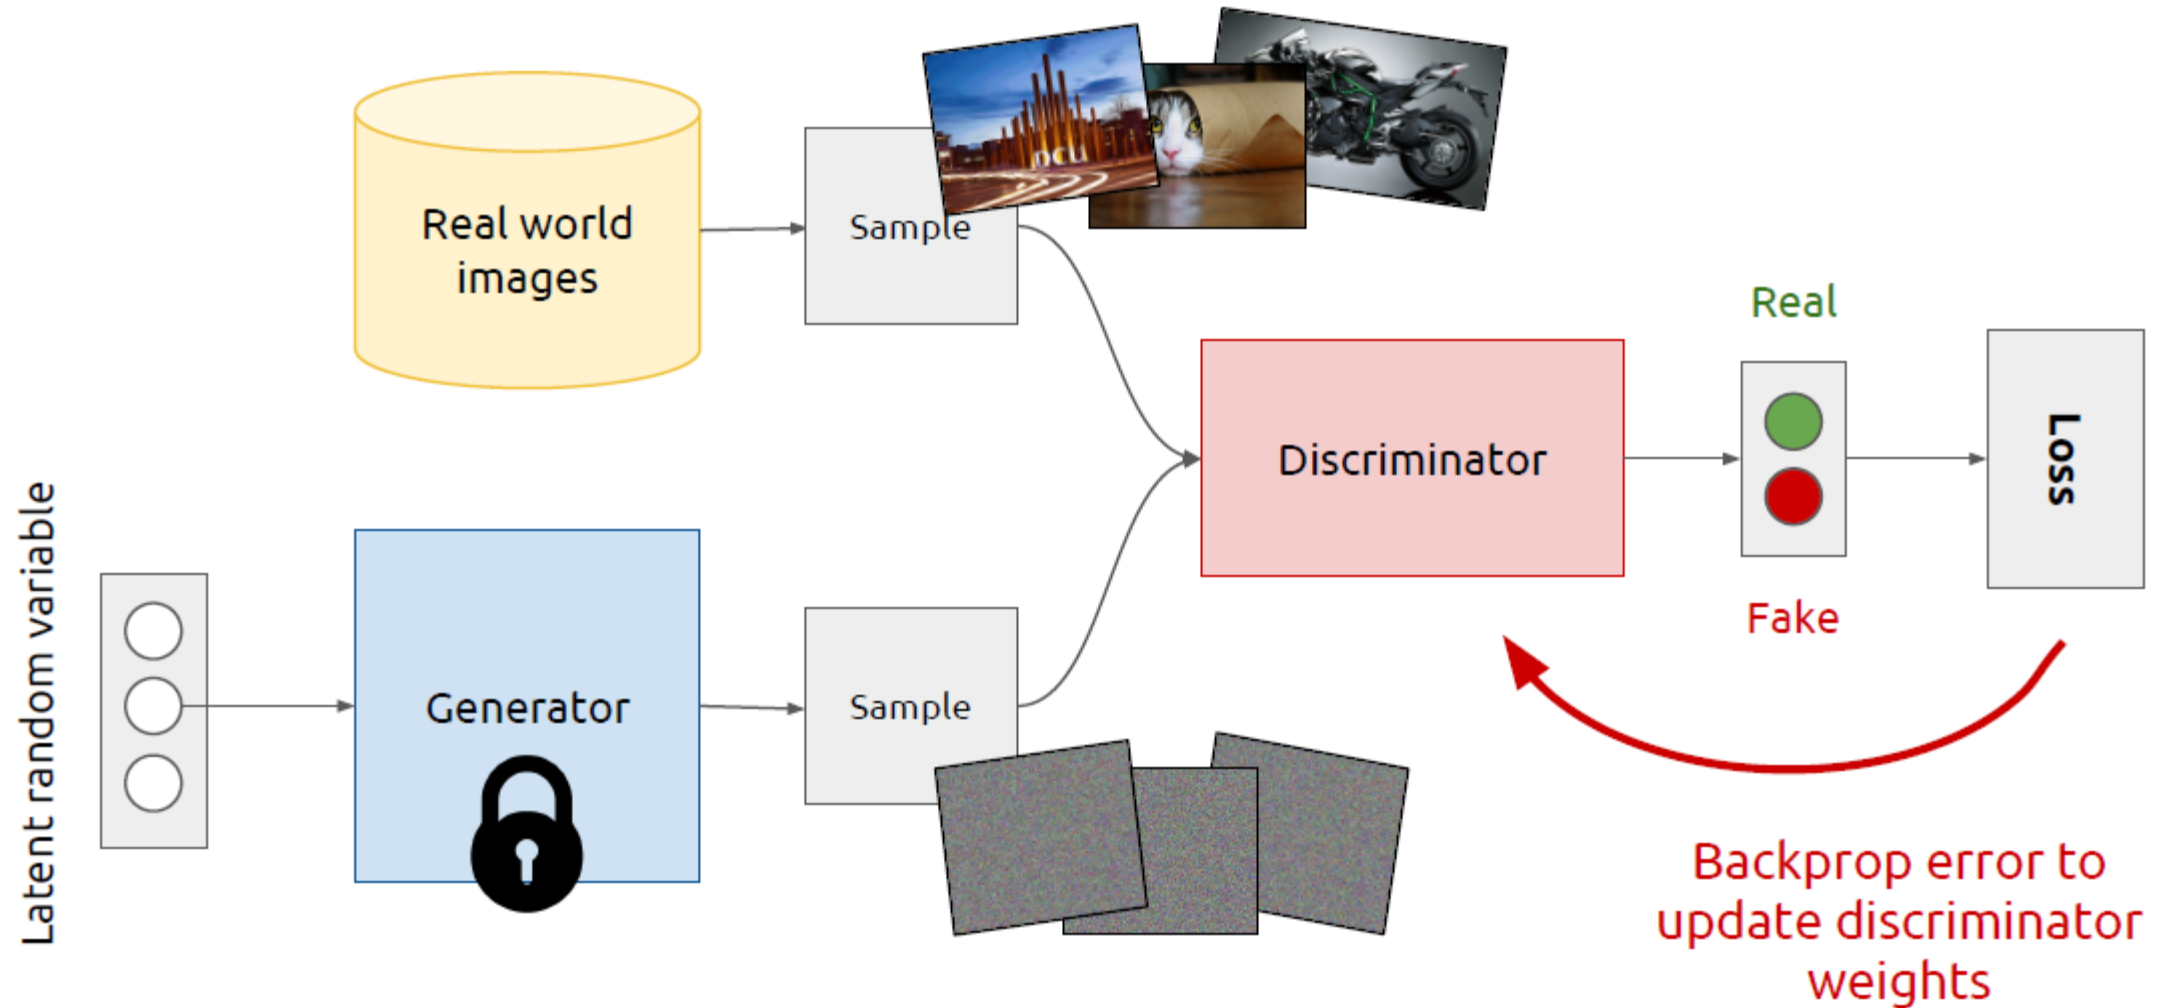 Real world
images
Sample
DCU
Real
Discriminator
Loss
Fake
Latent random variable
Generator
Sample
Backprop error to
update discriminator
weights